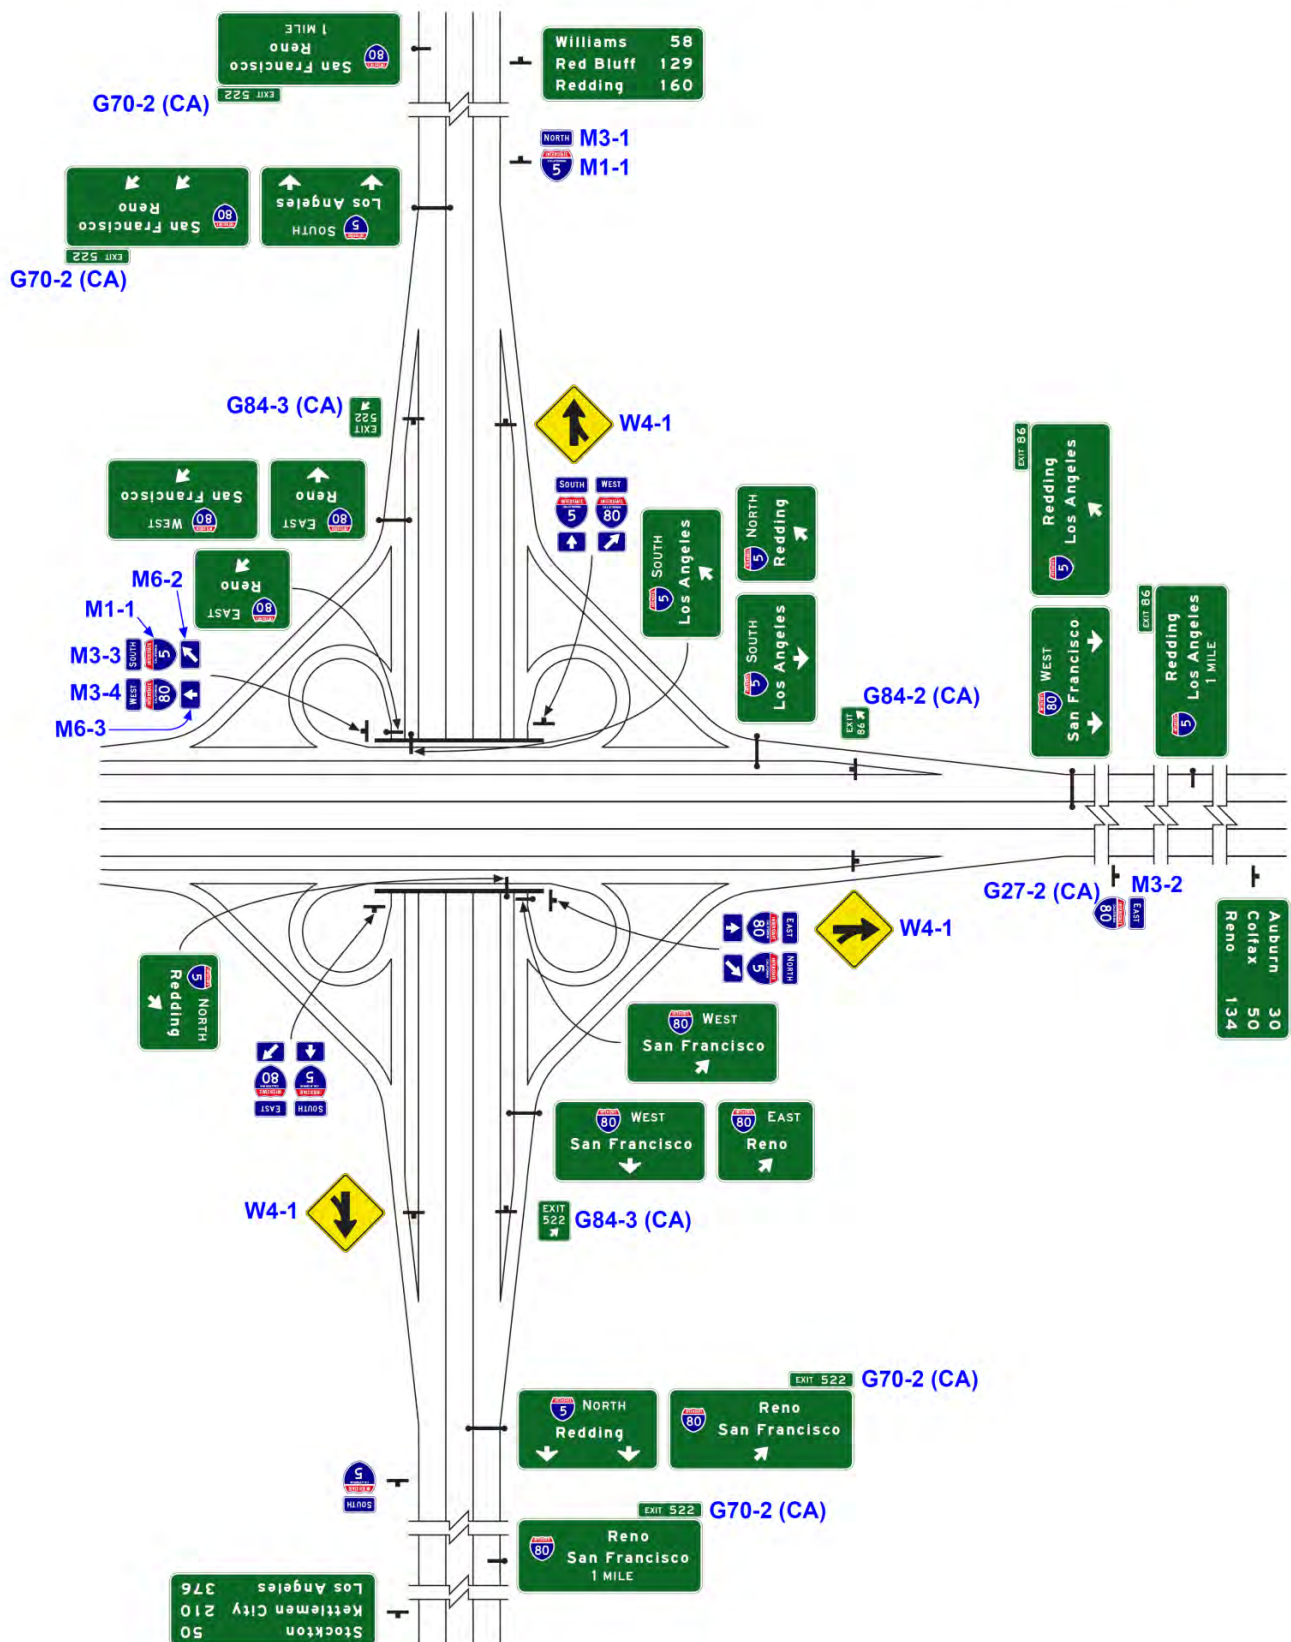 San Francisco
Reno
1 MILE
80
EXIT 522
G70-2 (CA)
Williams 58
Red Bluff 129
Redding 160
NORTH
M3-1
5
M1-1
San Francisco
Reno
80
EXIT 522
G70-2 (CA)
5 SOUTH
Los Angeles
G84-3 (CA)
EXIT
522
W4-1
80 WEST
San Francisco
80 EAST
Reno
80 EAST
Reno
M6-2
M1-1
M3-3
SOUTH
5
M3-4
WEST
80
M6-3
SOUTH
5
WEST
80
5 SOUTH
Los Angeles
5 NORTH
Redding
5 SOUTH
Los Angeles
G84-2 (CA)
EXIT
86
EXIT 86
Redding
Los Angeles
5
80 WEST
San Francisco
EXIT 86
Redding
Los Angeles
1 MILE
5
G27-2 (CA)
80
M3-2
EAST
Auburn 30
Colfax 50
Reno 134
W4-1
EAST
80
NORTH
5
5 NORTH
Redding
80 WEST
San Francisco
EAST
80
SOUTH
5
80 WEST
San Francisco
80 EAST
Reno
W4-1
EXIT
522
G84-3 (CA)
EXIT 522
G70-2 (CA)
5 NORTH
Redding
80
Reno
San Francisco
SOUTH
5
EXIT 522
G70-2 (CA)
80
Reno
San Francisco
1 MILE
Stockton 50
Kettlemen City 210
Los Angeles 376